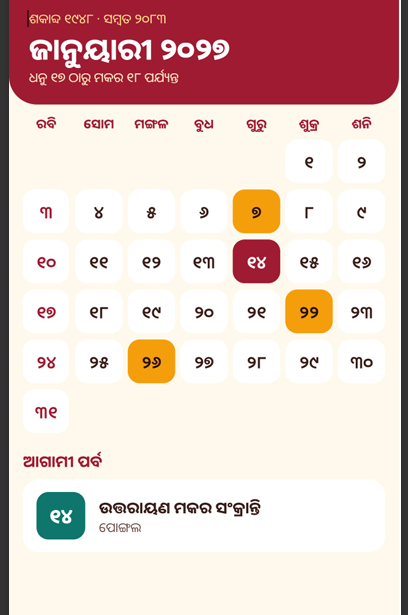 ଶକାବ୍ଦ ୧୯୪୮ · ସମ୍ବତ ୨୦୮୩
ଜାନୁୟାରୀ ୨୦୨୭
ଧନୁ ୧୭ ଠାରୁ ମକର ୧୮ ପର୍ଯ୍ୟନ୍ତ
ରବି ସୋମ ମଙ୍ଗଳ ବୁଧ ଗୁରୁ ଶୁକ୍ର ଶନି
୧ ୨
୩ ୪ ୫ ୬ ୭ ୮ ୯
୧୦ ୧୧ ୧୨ ୧୩ ୧୪ ୧୫ ୧୬
୧୭ ୧୮ ୧୯ ୨୦ ୨୧ ୨୨ ୨୩
୨୪ ୨୫ ୨୬ ୨୭ ୨୮ ୨୯ ୩୦
୩୧
ଆଗାମୀ ପର୍ବ
୧୪ ଉତ୍ତରାୟଣ ମକର ସଂକ୍ରାନ୍ତି
ପୋଙ୍ଗଲ